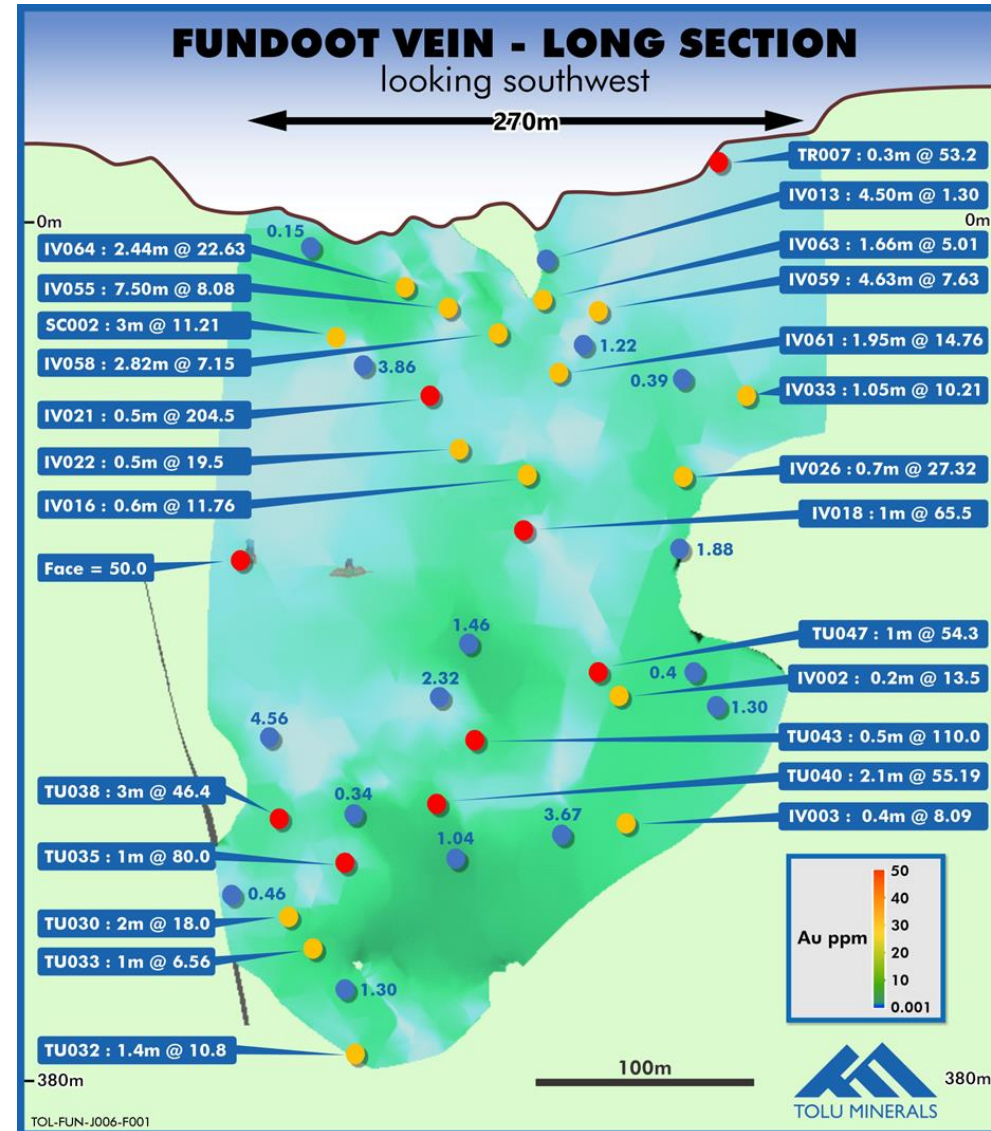 FUNDOOT VEIN - LONG SECTION
looking southwest
270m
TR007 : 0.3m @ 53.2
IV013 : 4.50m @ 1.30
0m
0m
0.15
IV064 : 2.44m @ 22.63
IV063 : 1.66m @ 5.01
IV055 : 7.50m @ 8.08
IV059 : 4.63m @ 7.63
SC002 : 3m @ 11.21
IV061 : 1.95m @ 14.76
1.22
IV058 : 2.82m @ 7.15
3.86
0.39
IV033 : 1.05m @ 10.21
IV021 : 0.5m @ 204.5
IV022 : 0.5m @ 19.5
IV026 : 0.7m @ 27.32
IV016 : 0.6m @ 11.76
IV018 : 1m @ 65.5
1.88
Face = 50.0
1.46
TU047 : 1m @ 54.3
0.4
IV002 : 0.2m @ 13.5
2.32
1.30
4.56
TU043 : 0.5m @ 110.0
TU040 : 2.1m @ 55.19
TU038 : 3m @ 46.4
0.34
3.67
IV003 : 0.4m @ 8.09
1.04
TU035 : 1m @ 80.0
0.46
TU030 : 2m @ 18.0
TU033 : 1m @ 6.56
1.30
TU032 : 1.4m @ 10.8
Au ppm
50
40
30
20
10
0.001
100m
380m
380m
TOLU MINERALS
TOL-FUN-J006-F001